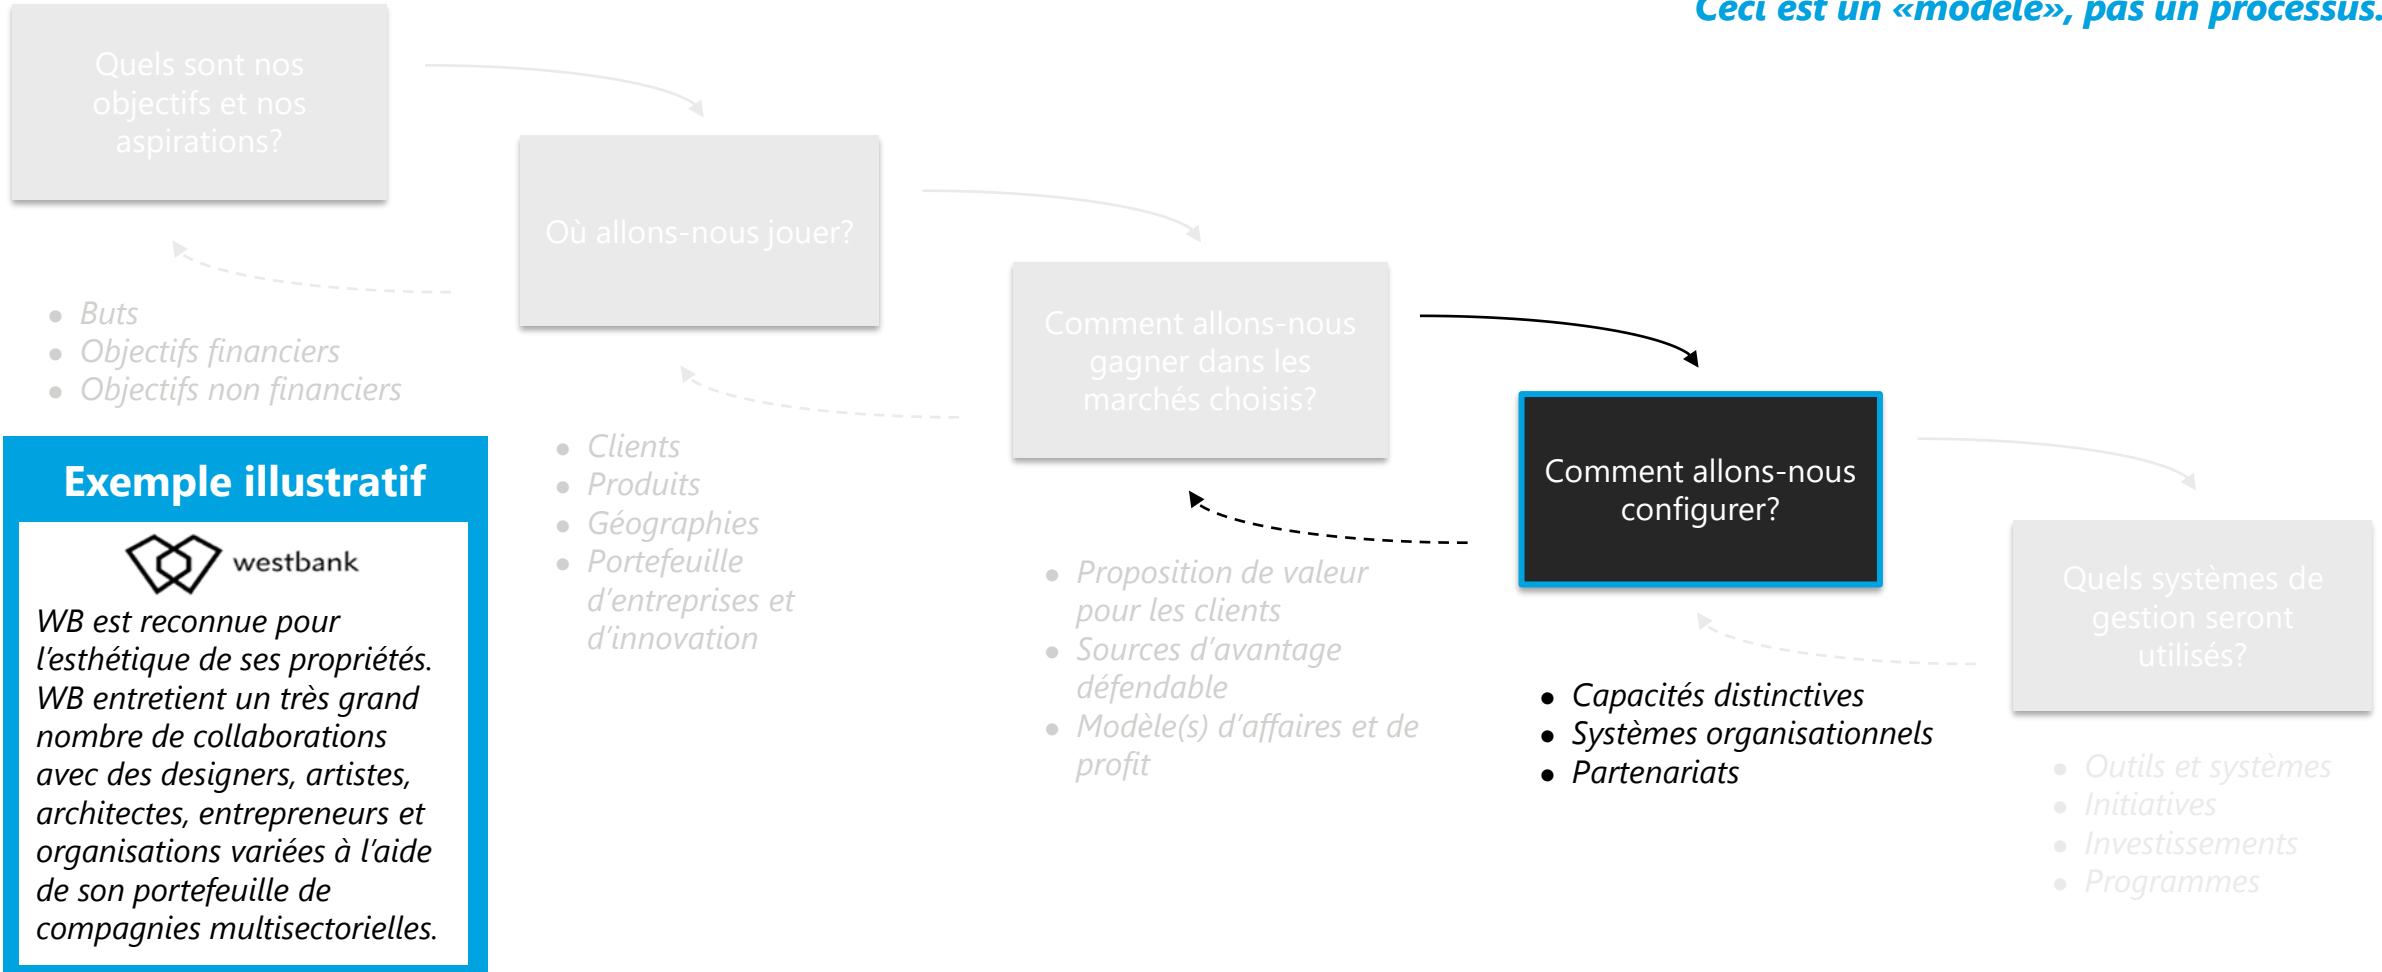 Ceci est un «modèle», pas un processus.
Quels sont nos
objectifs et nos
aspirations?
Buts
Objectifs financiers
Objectifs non financiers
Où allons-nous jouer?
Clients
Produits
Géographies
Portefeuille
d'entreprises et
d'innovation
Comment allons-nous
gagner dans les
marchés choisis?
Proposition de valeur
pour les clients
Sources d'avantage
défendable
Modèle(s) d'affaires et de
profit
Comment allons-nous
configurer?
Capacités distinctives
Systèmes organisationnels
Partenariats
Quels systèmes de
gestion seront
utilisés?
Outils et systèmes
Initiatives
Investissements
Programmes
Exemple illustratif
westbank
WB est reconnue pour
l'esthétique de ses propriétés.
WB entretient un très grand
nombre de collaborations
avec des designers, artistes,
architectes, entrepreneurs et
organisations variées à l'aide
de son portefeuille de
compagnies multisectorielles.